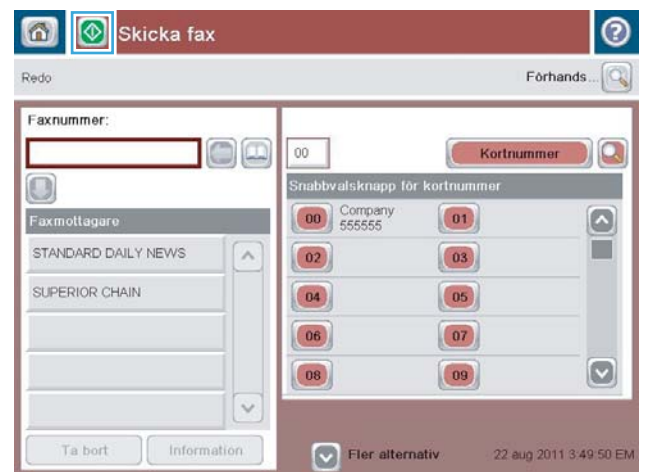 Skicka fax
Redo
Förhands...
Faxnummer:
00
Kortnummer
Snabbvalsknapp för kortnummer
Faxmottagare
STANDARD DAILY NEWS
SUPERIOR CHAIN
00 Company 01
555555
02 03
04 05
06 07
08 09
Ta bort Information
Fler alternativ 22 aug 2011 3:49:50 EM